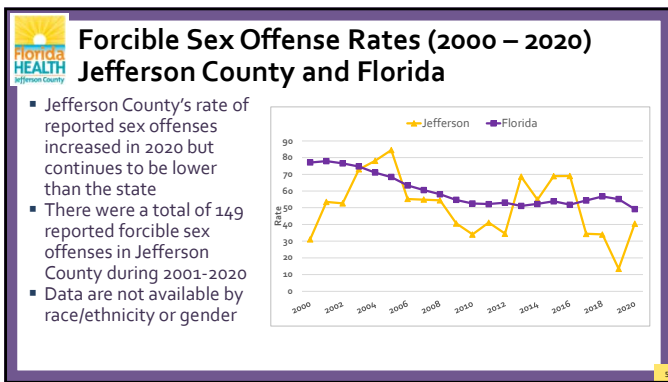 Florida
HEALTH
Jefferson County
Forcible Sex Offense Rates (2000 – 2020)
Jefferson County and Florida
▪ Jefferson County's rate of
reported sex offenses
increased in 2020 but
continues to be lower
than the state
▪ There were a total of 149
reported forcible sex
offenses in Jefferson
County during 2001-2020
▪ Data are not available by
race/ethnicity or gender
Jefferson Florida
90
80
70
60
50
40
30
20
10
0
Rate
2000 2002 2004 2006 2008 2010 2012 2014 2016 2018 2020